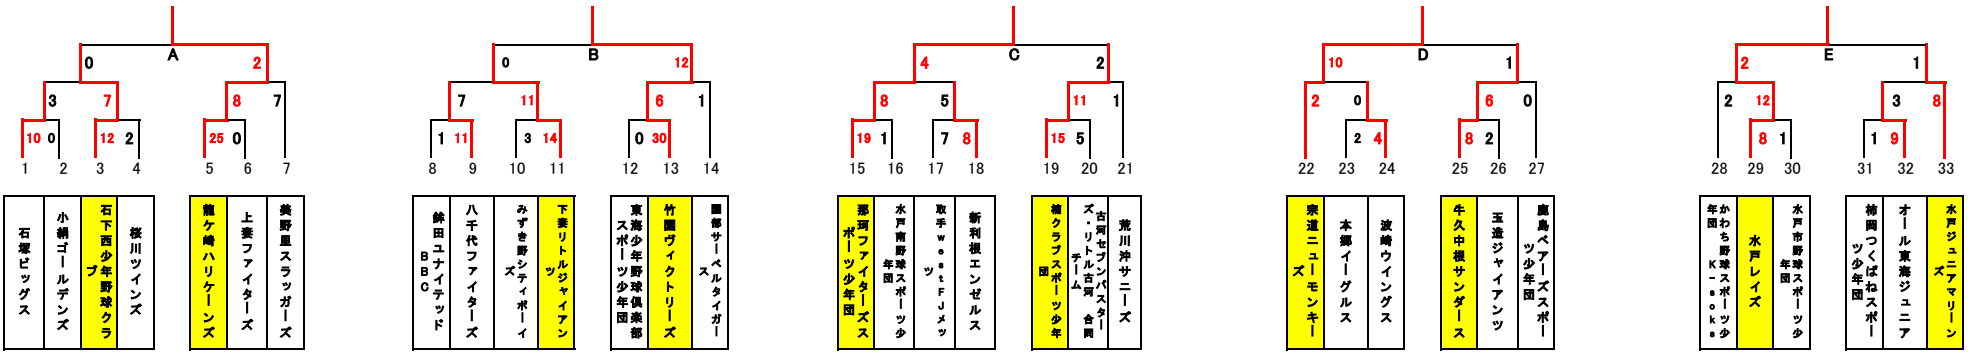 A
B
C
D
E
0
2
0
12
4
2
10
1
2
1
3
7
8
7
7
11
6
1
8
5
11
1
2
0
6
0
2
12
3
8
10
0
12
2
25
0
1
11
3
14
0
30
19
1
7
8
15
5
2
4
8
2
8
1
1
9
1
2
3
4
5
6
7
8
9
10
11
12
13
14
15
16
17
18
19
20
21
22
23
24
25
26
27
28
29
30
31
32
33
石塚ビッグス
小絹ゴールデンズ
石下西少年野球クラ
ブ
桜川ツインズ
龍ケ崎ハリケーンズ
上妻ファイターズ
美野里スラッガーズ
鉾田ユナイテッド
BBC
八千代ファイターズ
みずき野シティボーイ
ズ
下妻リトルジャイアン
ツ
東海少年野球倶楽部
スポーツ少年団
竹園ヴィクトリーズ
園部サーベルタイガー
ス
那珂ファイターズス
ポーツ少年団
水戸南野球スポーツ少
年団
取手westFJメッ
ツ
新利根エンゼルス
楠クラブスポーツ少年
団
古河セブンバスター
ズ・リトル古河 合同
チーム
荒川沖サニーズ
宗道ニューモンキー
ズ
本郷イーグルス
波崎ウイングス
牛久中根サンダース
玉造ジャイアンツ
鹿島ベアーズスポー
ツ少年団
かわち野球スポーツ少
年団 K-soks
水戸レイズ
水戸市野球スポーツ少
年団
柿岡つくばねスポー
ツ少年団
オール東海ジュニア
水戸ジュニアマリーン
ズ